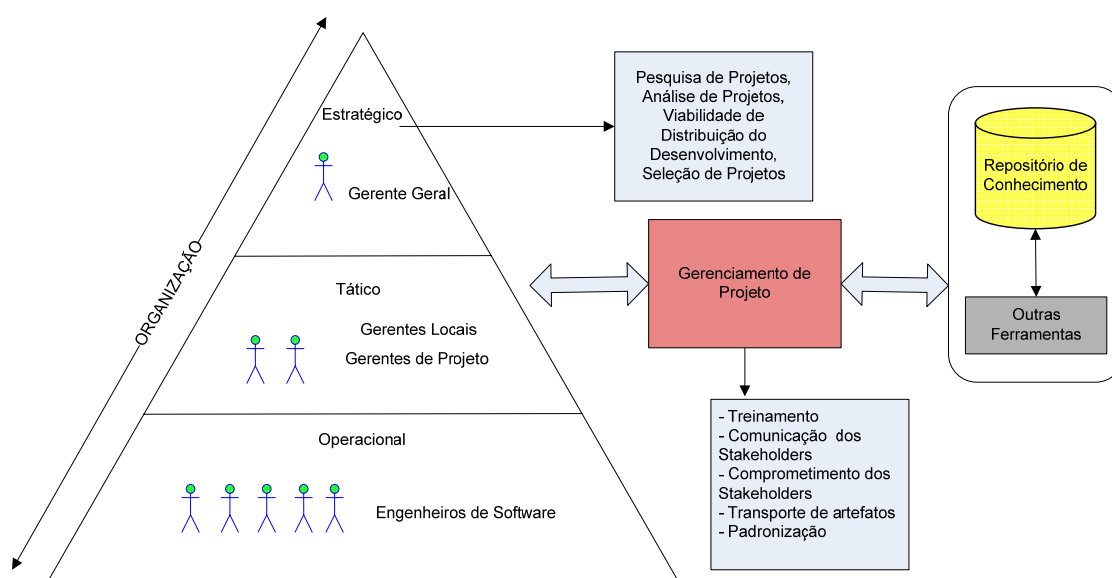 ORGANIZAÇÃO
Estratégico
Gerente Geral
Tático
Gerentes Locais
Gerentes de Projeto
Operacional
Engenheiros de Software
Pesquisa de Projetos,
Análise de Projetos,
Viabilidade de
Distribuição do
Desenvolvimento,
Seleção de Projetos
Gerenciamento de
Projeto
- Treinamento
- Comunicação dos
Stakeholders
- Comprometimento dos
Stakeholders
- Transporte de artefatos
- Padronização
Repositório de
Conhecimento
Outras
Ferramentas